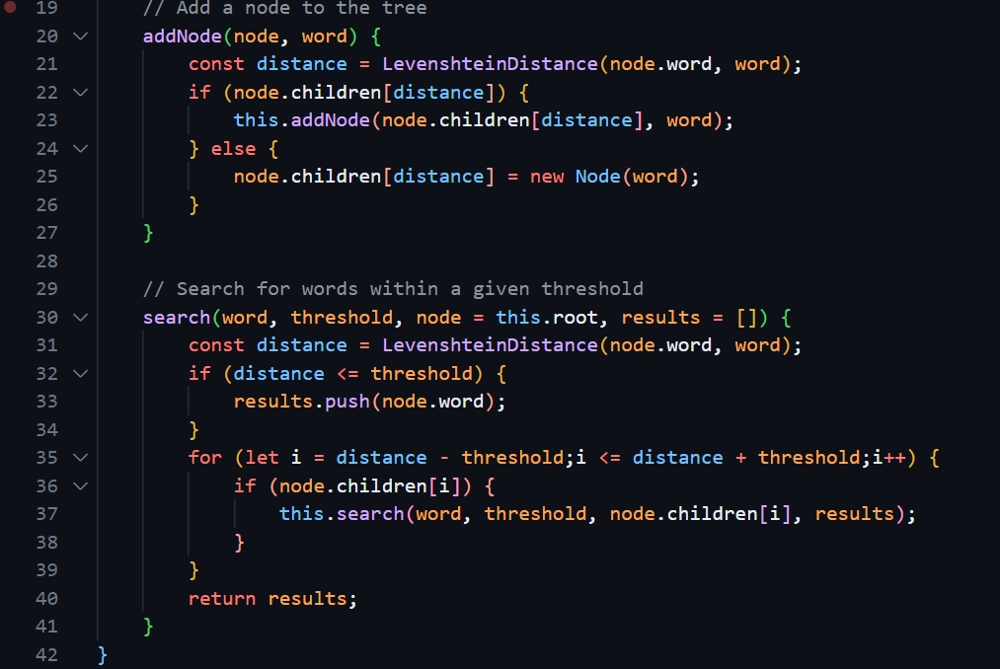 19 // Add a node to the tree
20 addNode(node, word) {
21 const distance = LevenshteinDistance(node.word, word);
22 if (node.children[distance]) {
23 this.addNode(node.children[distance], word);
24 } else {
25 node.children[distance] = new Node(word);
26 }
27 }
28
29 // Search for words within a given threshold
30 search(word, threshold, node = this.root, results = []) {
31 const distance = LevenshteinDistance(node.word, word);
32 if (distance <= threshold) {
33 results.push(node.word);
34 }
35 for (let i = distance - threshold;i <= distance + threshold;i++) {
36 if (node.children[i]) {
37 this.search(word, threshold, node.children[i], results);
38 }
39 }
40 return results;
41 }
42 }